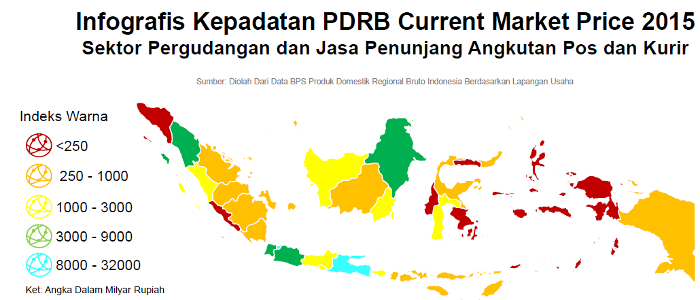 Infografis Kepadatan PDRB Current Market Price 2015
Sektor Pergudangan dan Jasa Penunjang Angkutan Pos dan Kurir
Sumber: Diolah Dari Data BPS Produk Domestik Regional Bruto Indonesia Berdasarkan Lapangan Usaha
Indeks Warna
<250
250 - 1000
1000 - 3000
3000 - 9000
8000 - 32000
Ket: Angka Dalam Milyar Rupiah